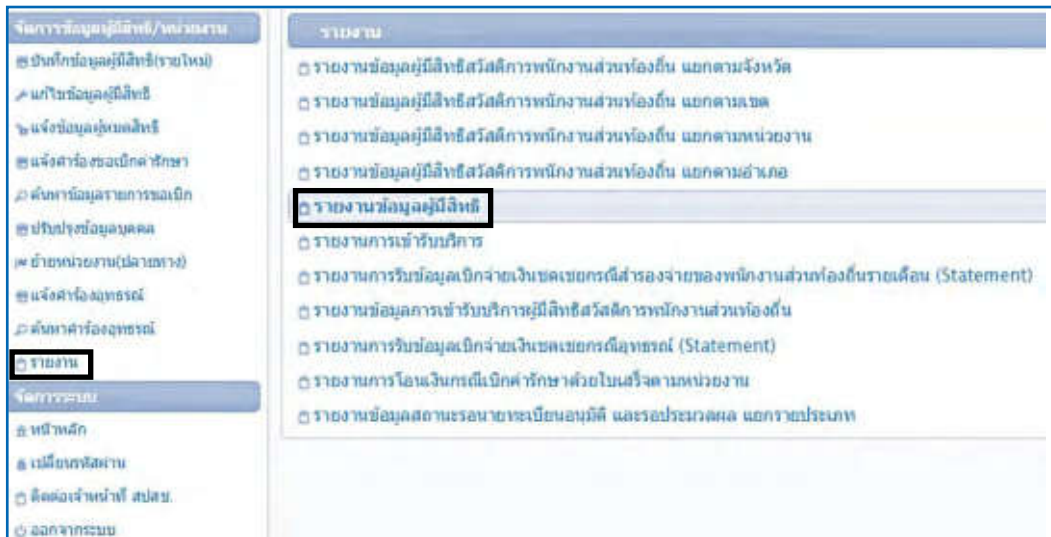 จัดการข้อมูลผู้มีสิทธิ/หน่วยงาน
บันทึกข้อมูลผู้มีสิทธิ(รายใหม่)
แก้ไขข้อมูลผู้มีสิทธิ
แจ้งข้อมูลผู้หมดสิทธิ
แจ้งคำร้องขอเบิกค่ารักษา
ค้นหาข้อมูลรายการขอเบิก
ปรับปรุงข้อมูลบุคคล
ย้ายหน่วยงาน(ปลายทาง)
แจ้งคำร้องอุทธรณ์
ค้นหาคำร้องอุทธรณ์
รายงาน
จัดการระบบ
หน้าหลัก
เปลี่ยนรหัสผ่าน
ติดต่อเจ้าหน้าที่ สปสช.
ออกจากระบบ
รายงาน
รายงานข้อมูลผู้มีสิทธิสวัสดิการพนักงานส่วนท้องถิ่น แยกตามจังหวัด
รายงานข้อมูลผู้มีสิทธิสวัสดิการพนักงานส่วนท้องถิ่น แยกตามเขต
รายงานข้อมูลผู้มีสิทธิสวัสดิการพนักงานส่วนท้องถิ่น แยกตามหน่วยงาน
รายงานข้อมูลผู้มีสิทธิสวัสดิการพนักงานส่วนท้องถิ่น แยกตามอำเภอ
รายงานข้อมูลผู้มีสิทธิ
รายงานการเข้ารับบริการ
รายงานการรับข้อมูลเบิกจ่ายเงินชดเชยกรณีสำรองจ่ายของพนักงานส่วนท้องถิ่นรายเดือน (Statement)
รายงานข้อมูลการเข้ารับบริการผู้มีสิทธิสวัสดิการพนักงานส่วนท้องถิ่น
รายงานการรับข้อมูลเบิกจ่ายเงินชดเชยกรณีอุทธรณ์ (Statement)
รายงานการโอนเงินกรณีเบิกค่ารักษาด้วยใบเสร็จตามหน่วยงาน
รายงานข้อมูลสถานะรอนายทะเบียนอนุมัติ และรอประมวลผล แยกรายประเภท